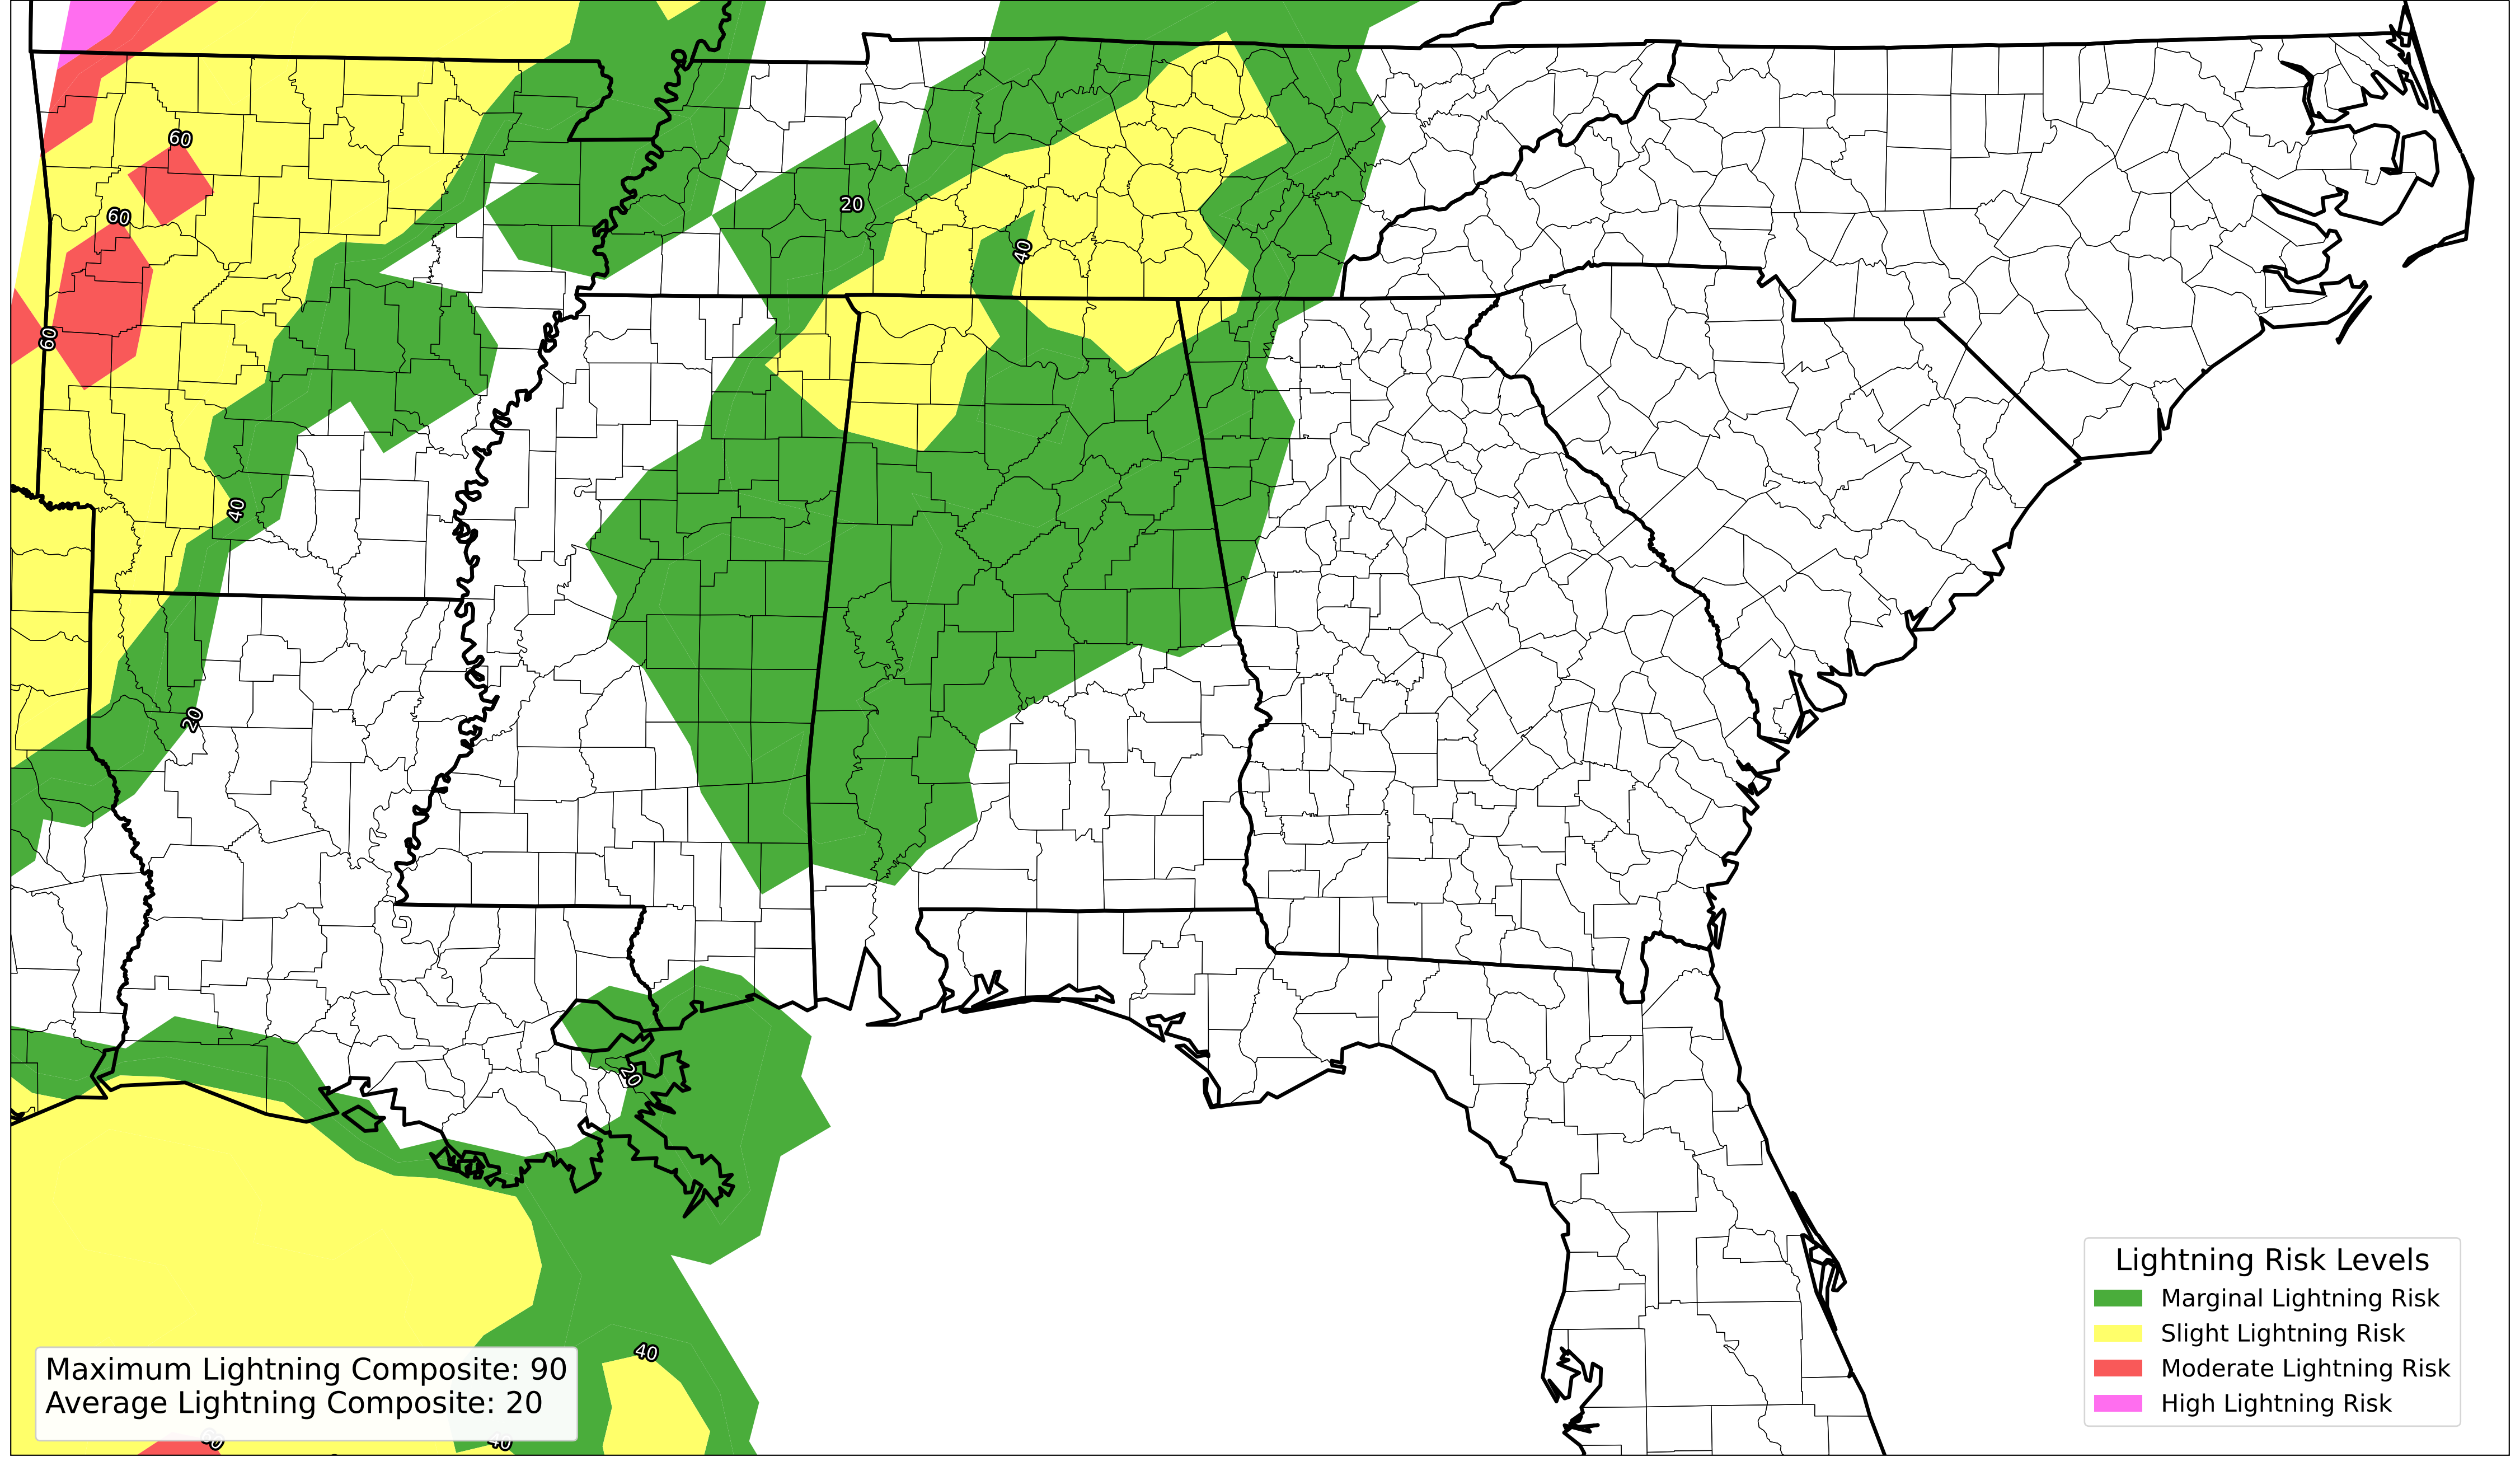 60
60
20
40
60
40
20
20
40
40
Maximum Lightning Composite: 90
Average Lightning Composite: 20
Lightning Risk Levels
Marginal Lightning Risk
Slight Lightning Risk
Moderate Lightning Risk
High Lightning Risk